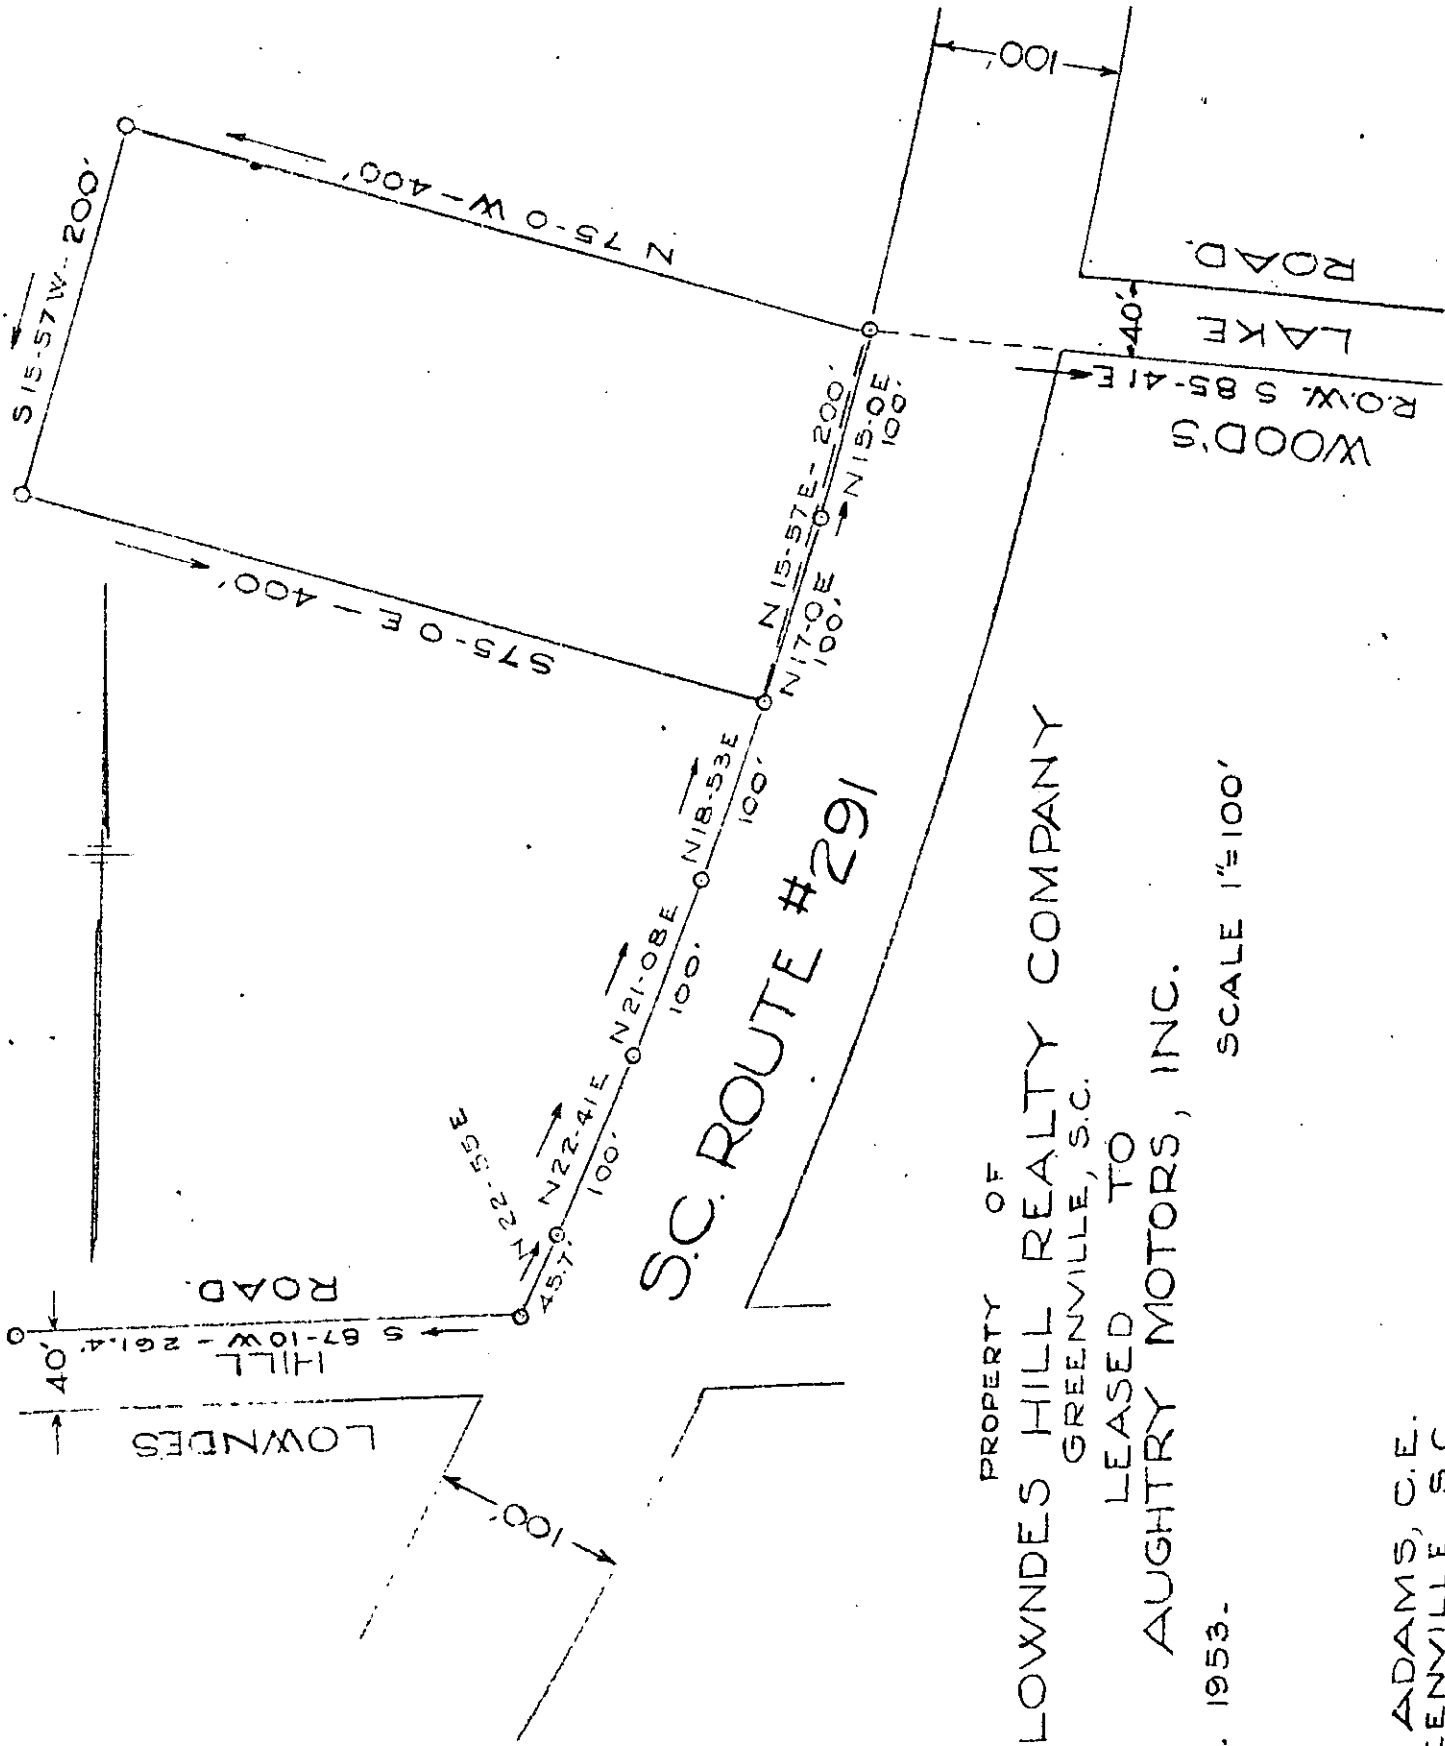 S 15-57 W - 200'
N 75-0 W - 400'
S 75-0 E - 400'
N 15-57 E - 200'
N 15-0 E
100'
N 17-0 E
100'
N 18-53 E
100'
N 21-08 E
100'
N 22-41 E
100'
N 22-55 E
45.7'
S.C. ROUTE #291
100'
40'
WOOD'S
LAKE
ROAD.
R.O.W. S 85-41 E
LOWNDES
HILL
ROAD.
S 87-10 W - 261.4'
40'
100'
PROPERTY OF
LOWNDES HILL REALTY COMPANY
GREENVILLE, S.C.
LEASED TO
AUGHTRY MOTORS, INC.
. 1953-
SCALE 1"=100'
ADAMS, C.E.
EENVILLE S.C